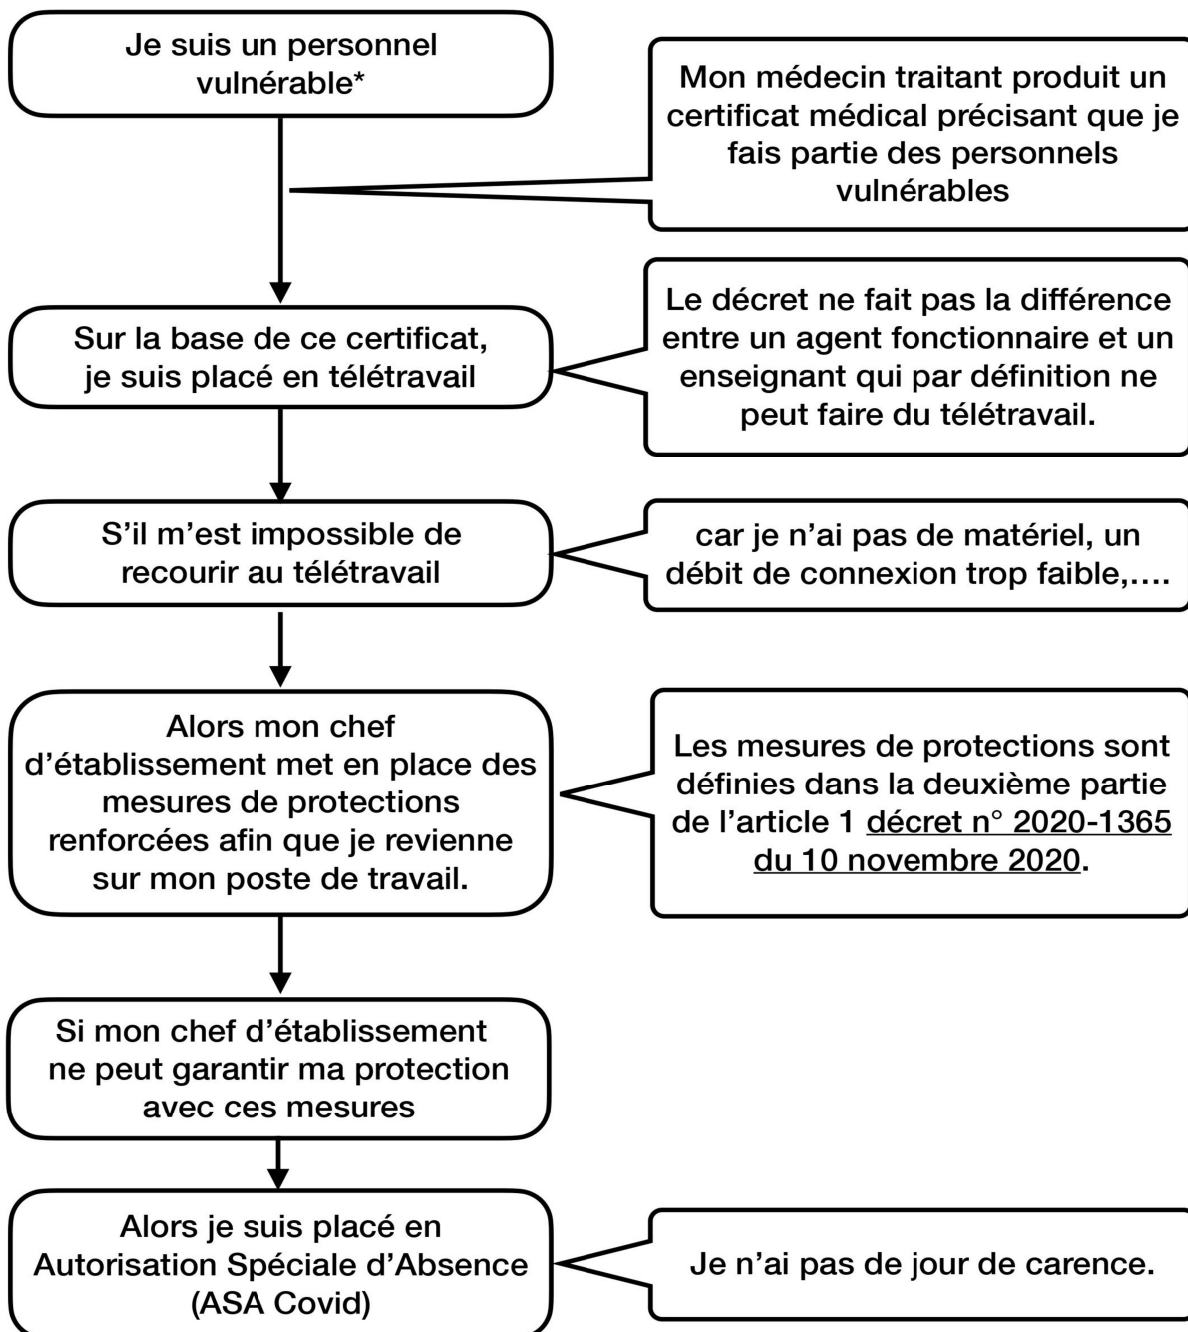 Je suis un personnel
vulnérable*
Mon médecin traitant produit un
certificat médical précisant que je
fais partie des personnels
vulnérables
Sur la base de ce certificat,
je suis placé en télétravail
Le décret ne fait pas la différence
entre un agent fonctionnaire et un
enseignant qui par définition ne
peut faire du télétravail.
S'il m'est impossible de
recourir au télétravail
car je n'ai pas de matériel, un
débit de connexion trop faible,....
Alors mon chef
d'établissement met en place des
mesures de protections
renforcées afin que je revienne
sur mon poste de travail.
Les mesures de protections sont
définies dans la deuxième partie
de l'article 1 décret n° 2020-1365
du 10 novembre 2020.
Si mon chef d'établissement
ne peut garantir ma protection
avec ces mesures
Alors je suis placé en
Autorisation Spéciale d'Absence
(ASA Covid)
Je n'ai pas de jour de carence.